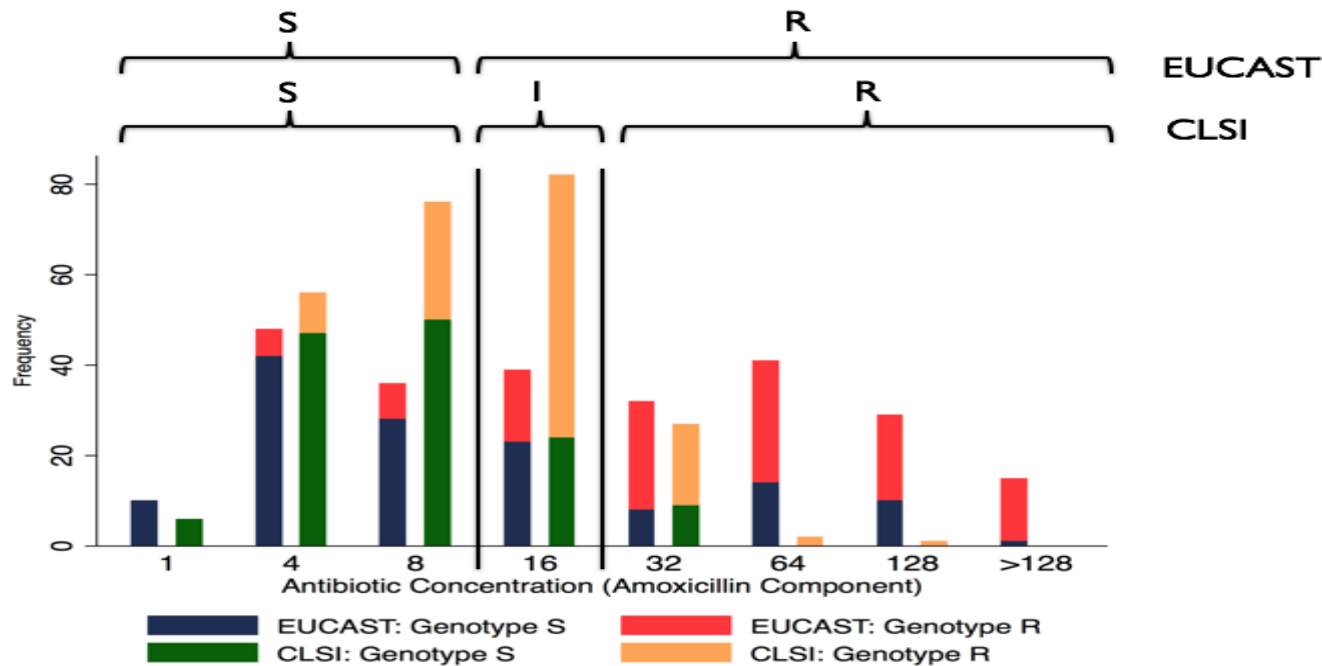 S R
EUCAST
S I R
CLSI
80
60
40
20
0
Frequency
1 4 8 16 32 64 128 >128
Antibiotic Concentration (Amoxicillin Component)
EUCAST: Genotype S EUCAST: Genotype R
CLSI: Genotype S CLSI: Genotype R